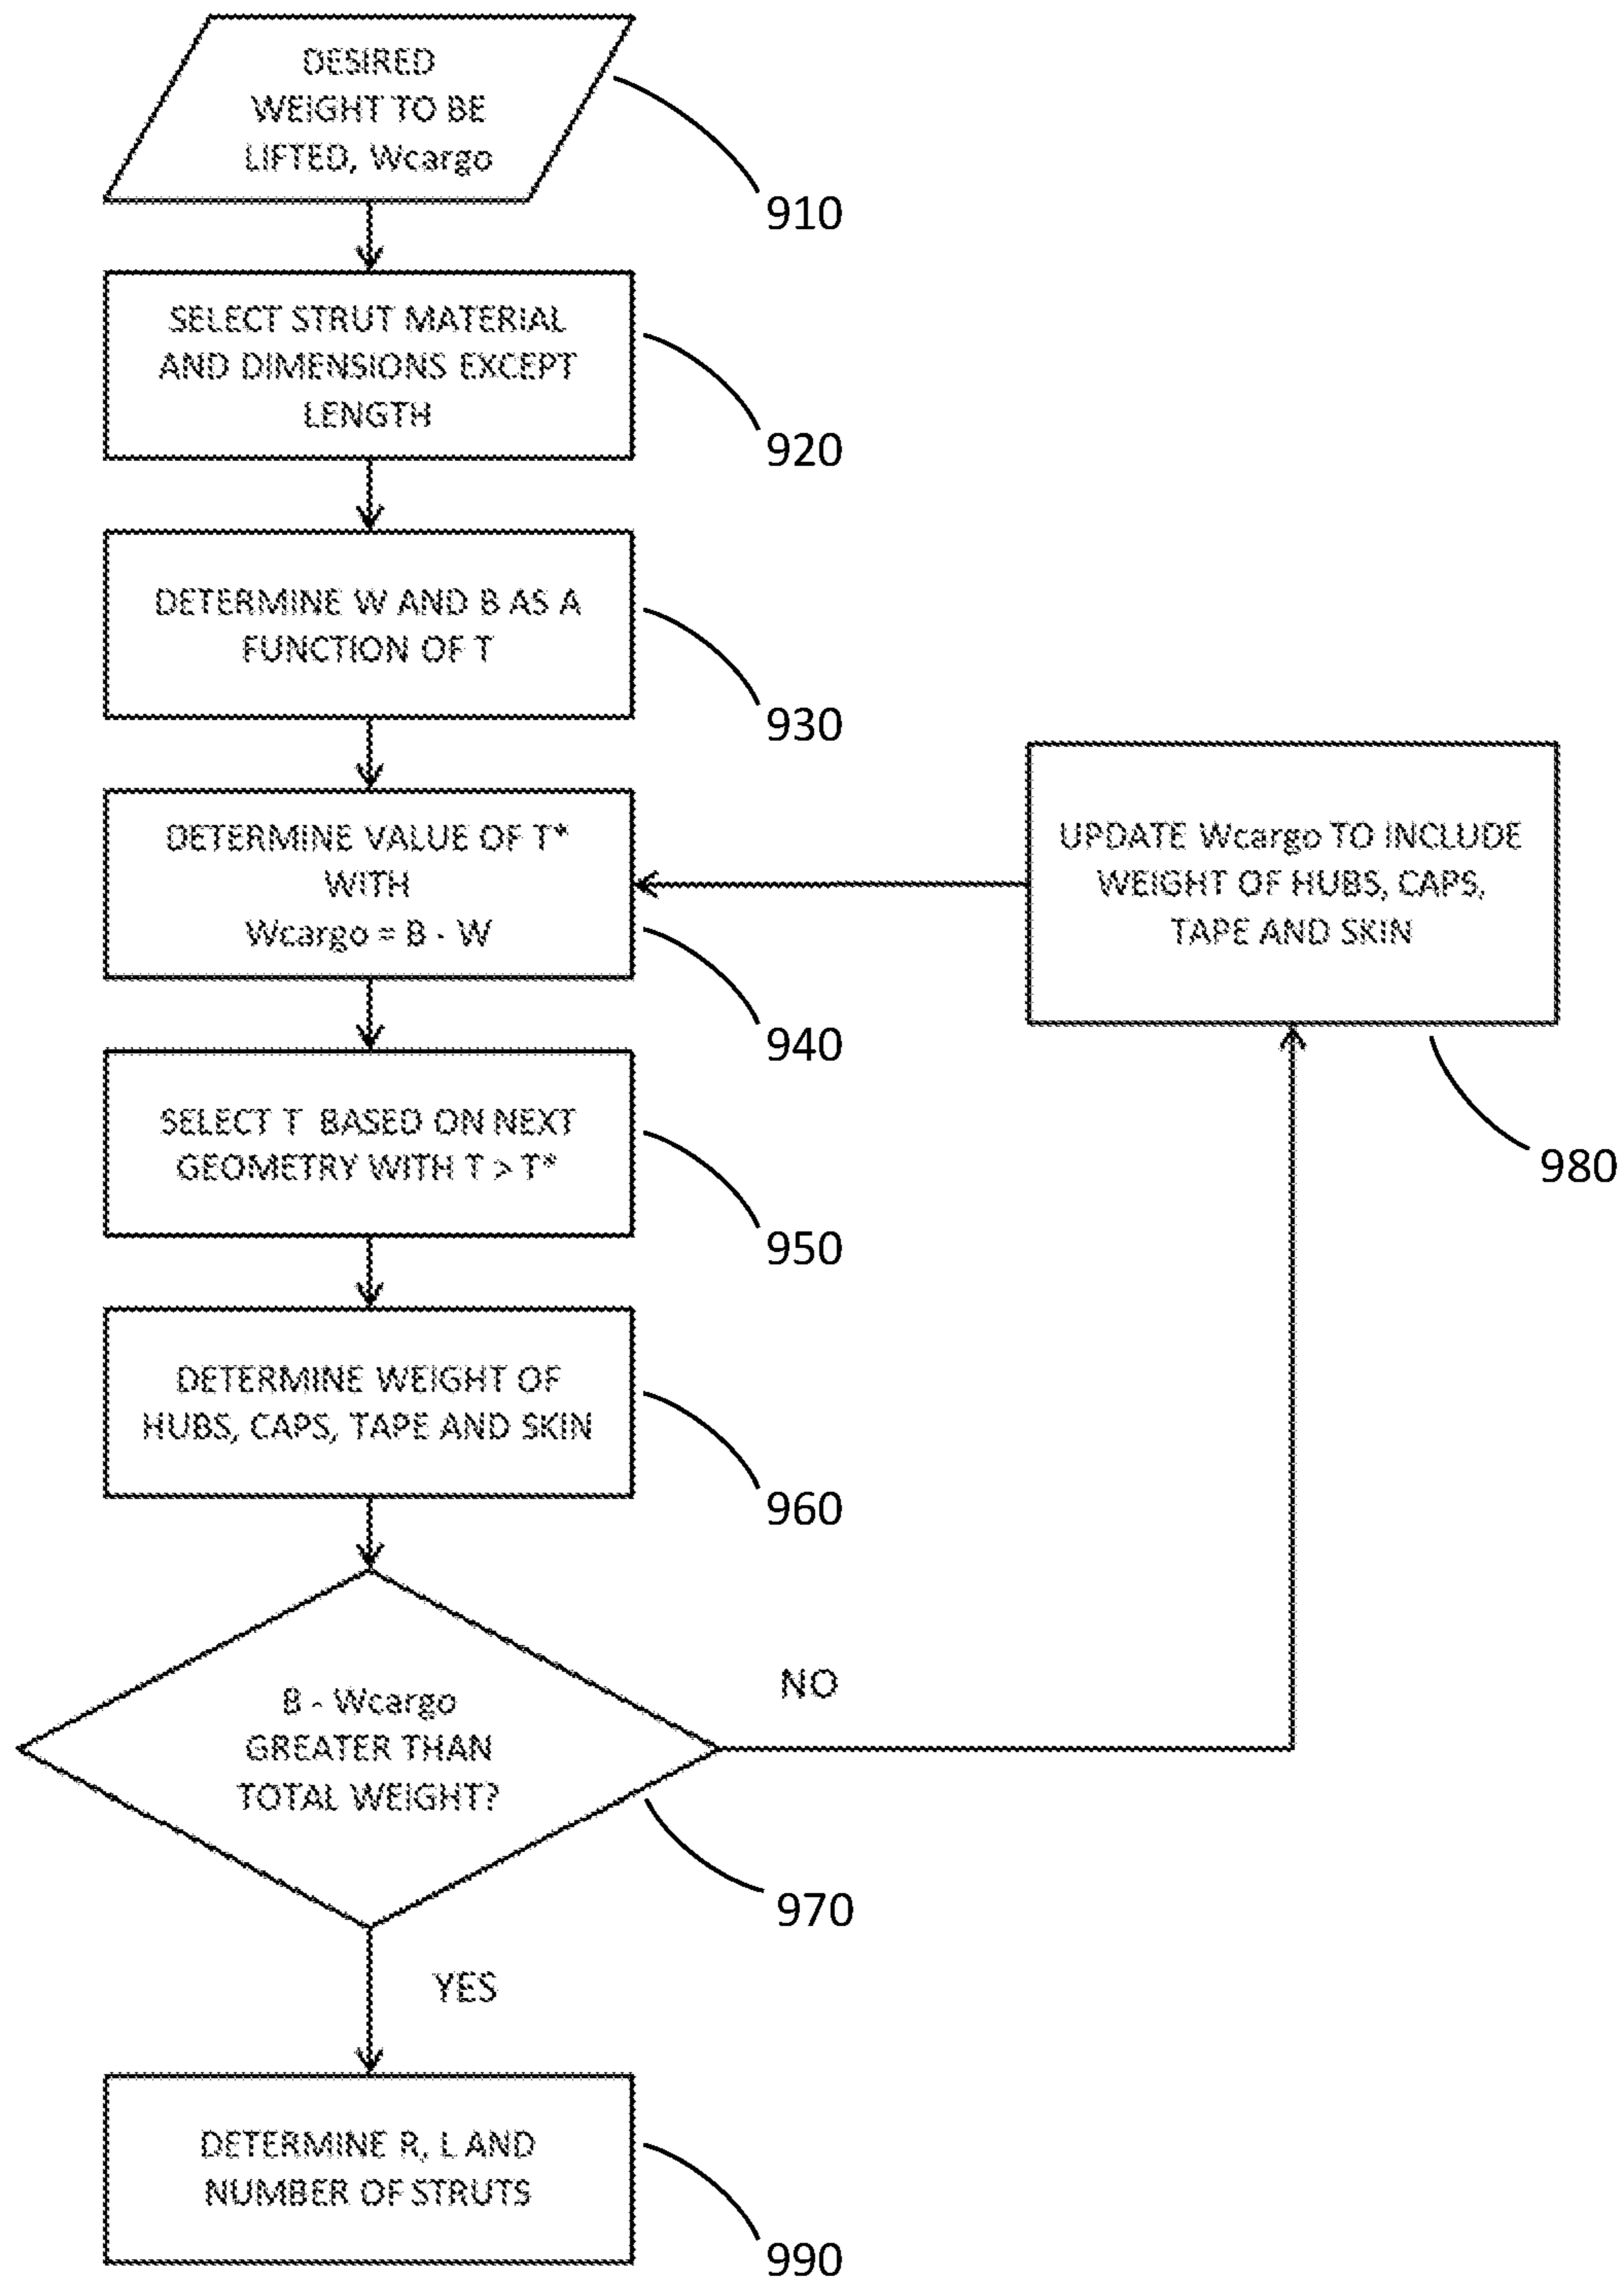 DESIRED
WEIGHT TO BE
LIFTED, Wcargo
910
SELECT STRUT MATERIAL
AND DIMENSIONS EXCEPT
LENGTH
920
DETERMINE W AND B AS A
FUNCTION OF T
930
DETERMINE VALUE OF T*
WITH
Wcargo = B - W
940
UPDATE Wcargo TO INCLUDE
WEIGHT OF HUBS, CAPS,
TAPE AND SKIN
980
SELECT T BASED ON NEXT
GEOMETRY WITH T > T*
950
DETERMINE WEIGHT OF
HUBS, CAPS, TAPE AND SKIN
960
B - Wcargo
GREATER THAN
TOTAL WEIGHT?
NO
970
YES
DETERMINE R, L AND
NUMBER OF STRUTS
990